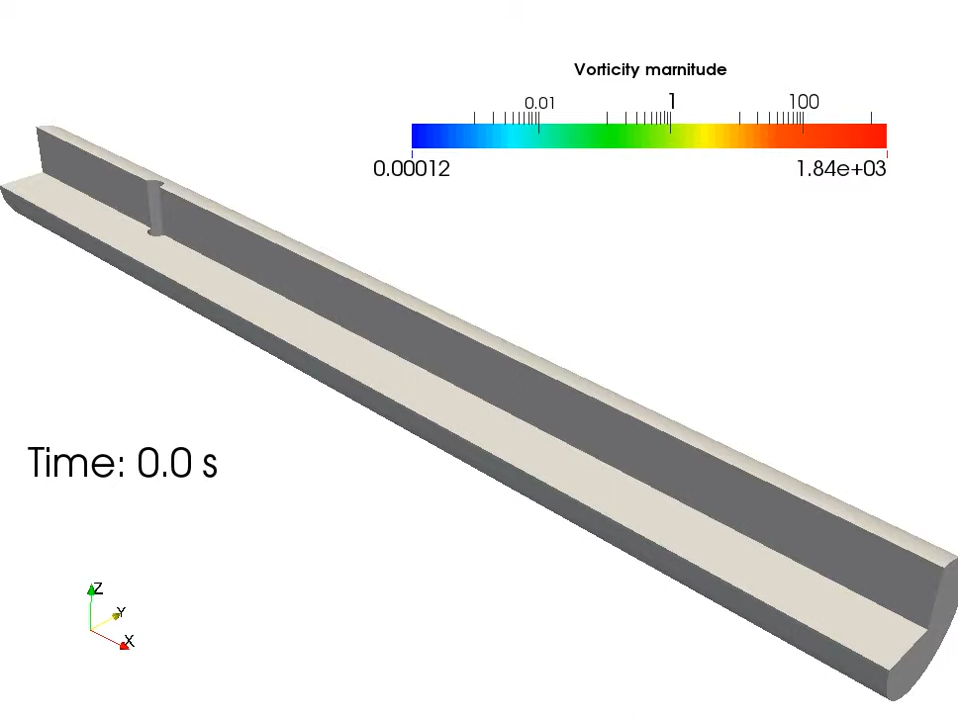 Vorticity marnitude
0.01 1 100
0.00012 1.84e+03
Time: 0.0 s
Z
Y
X